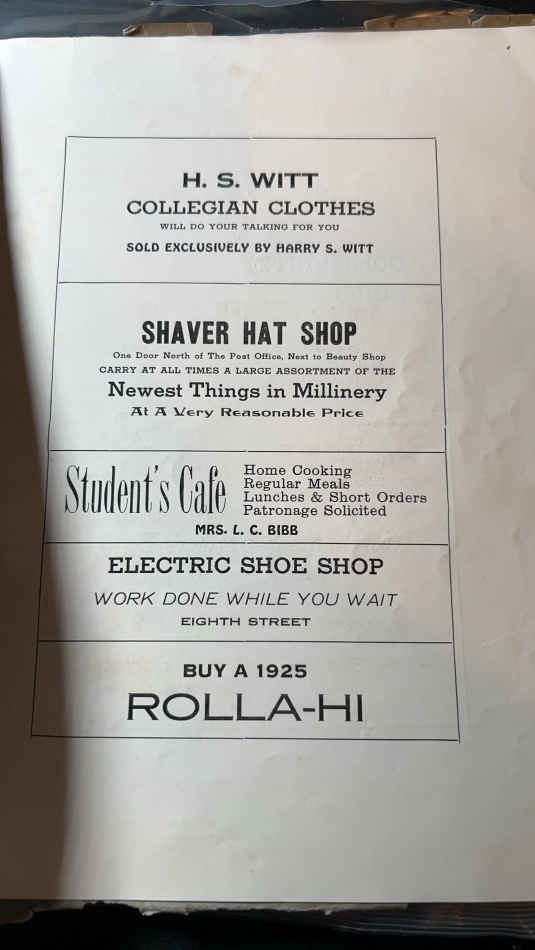 H. S. WITT
COLLEGIAN CLOTHES
WILL DO YOUR TALKING FOR YOU
SOLD EXCLUSIVELY BY HARRY S. WITT
SHAVER HAT SHOP
One Door North of The Post Office, Next to Beauty Shop
CARRY AT ALL TIMES A LARGE ASSORTMENT OF THE
Newest Things in Millinery
At A Very Reasonable Price
Student's Cafe
Home Cooking
Regular Meals
Lunches & Short Orders
Patronage Solicited
MRS. L. C. BIBB
ELECTRIC SHOE SHOP
WORK DONE WHILE YOU WAIT
EIGHTH STREET
BUY A 1925
ROLLA-HI